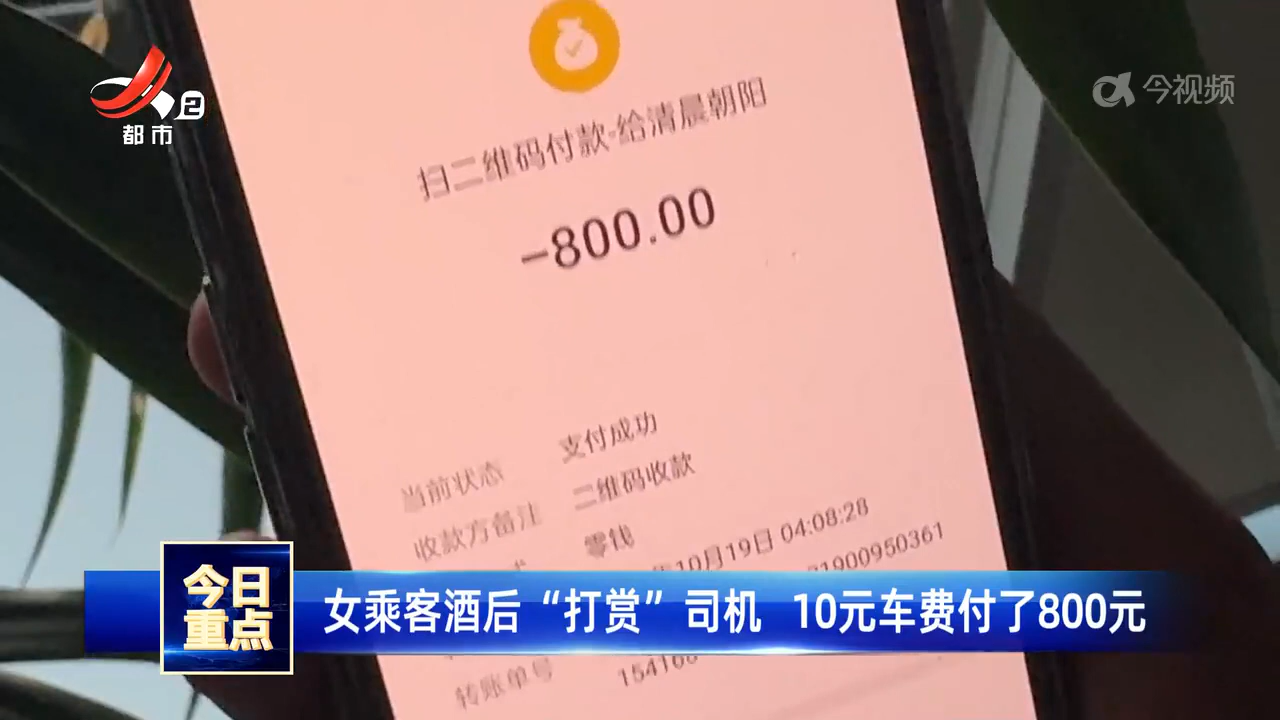 2
都市
今视频
扫二维码付款-给清晨朝阳
-800.00
当前状态 支付成功
收款方备注 二维码收款
零钱
10月19日 04:08:28
1900950361
转账单号 154160
今日重点
女乘客酒后“打赏”司机 10元车费付了800元